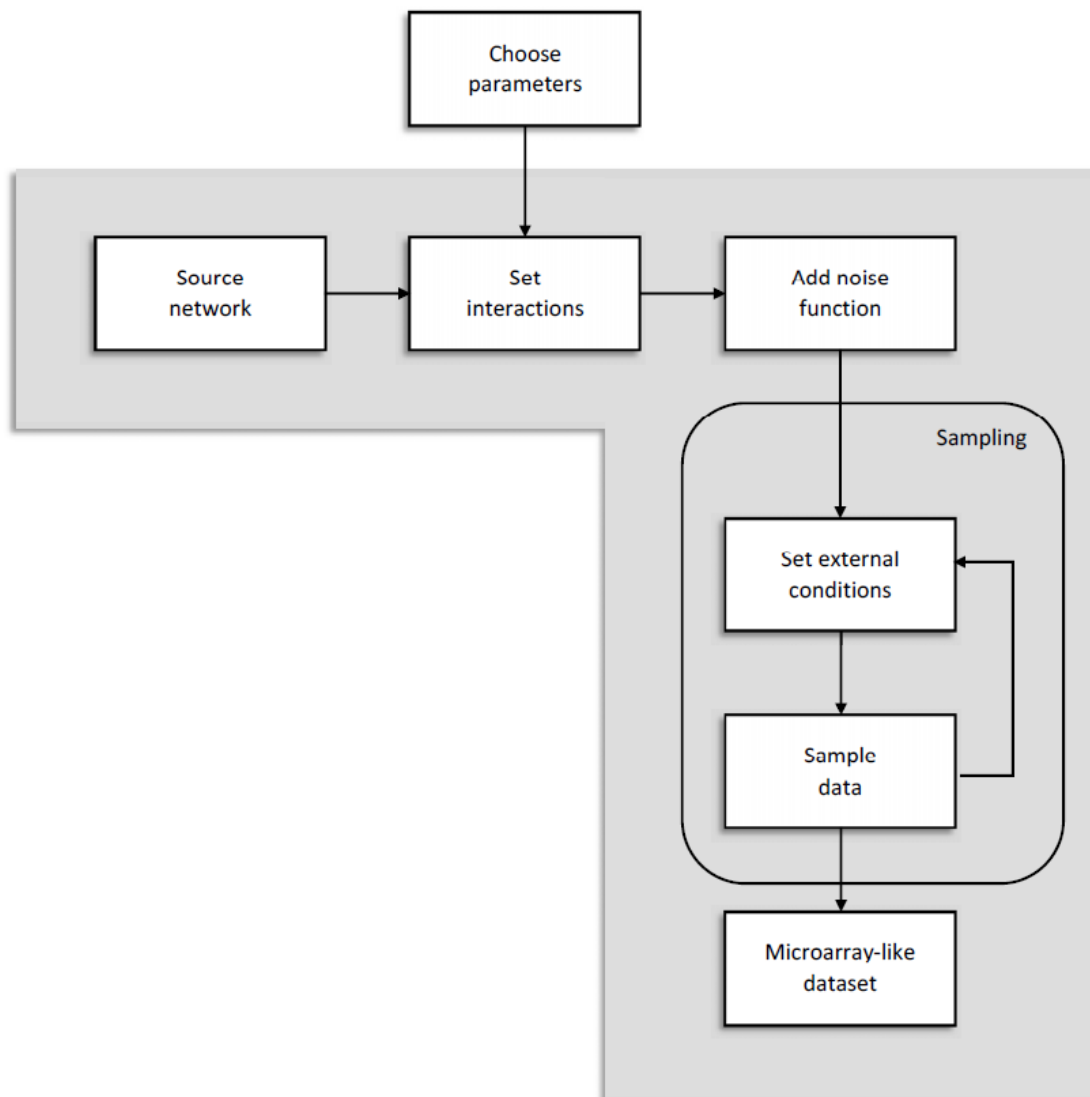 Choose
parameters
Source
network
Set
interactions
Add noise
function
Sampling
Set external
conditions
Sample
data
Microarray-like
dataset